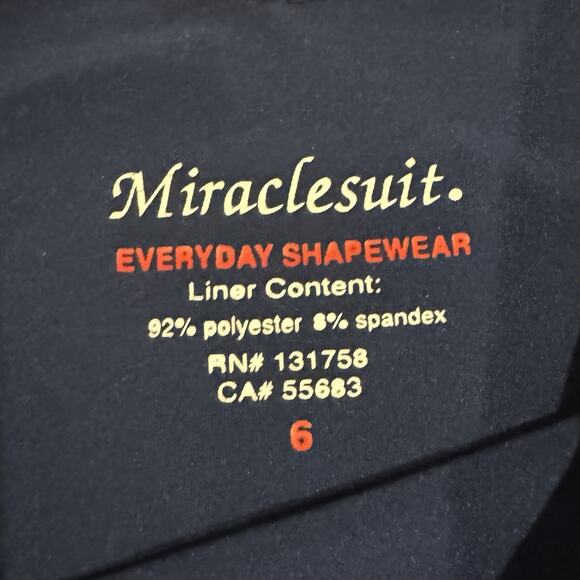 Miraclesuit.
EVERYDAY SHAPEWEAR
Liner Content:
92% polyester 8% spandex
RN# 131758
CA# 55683
6